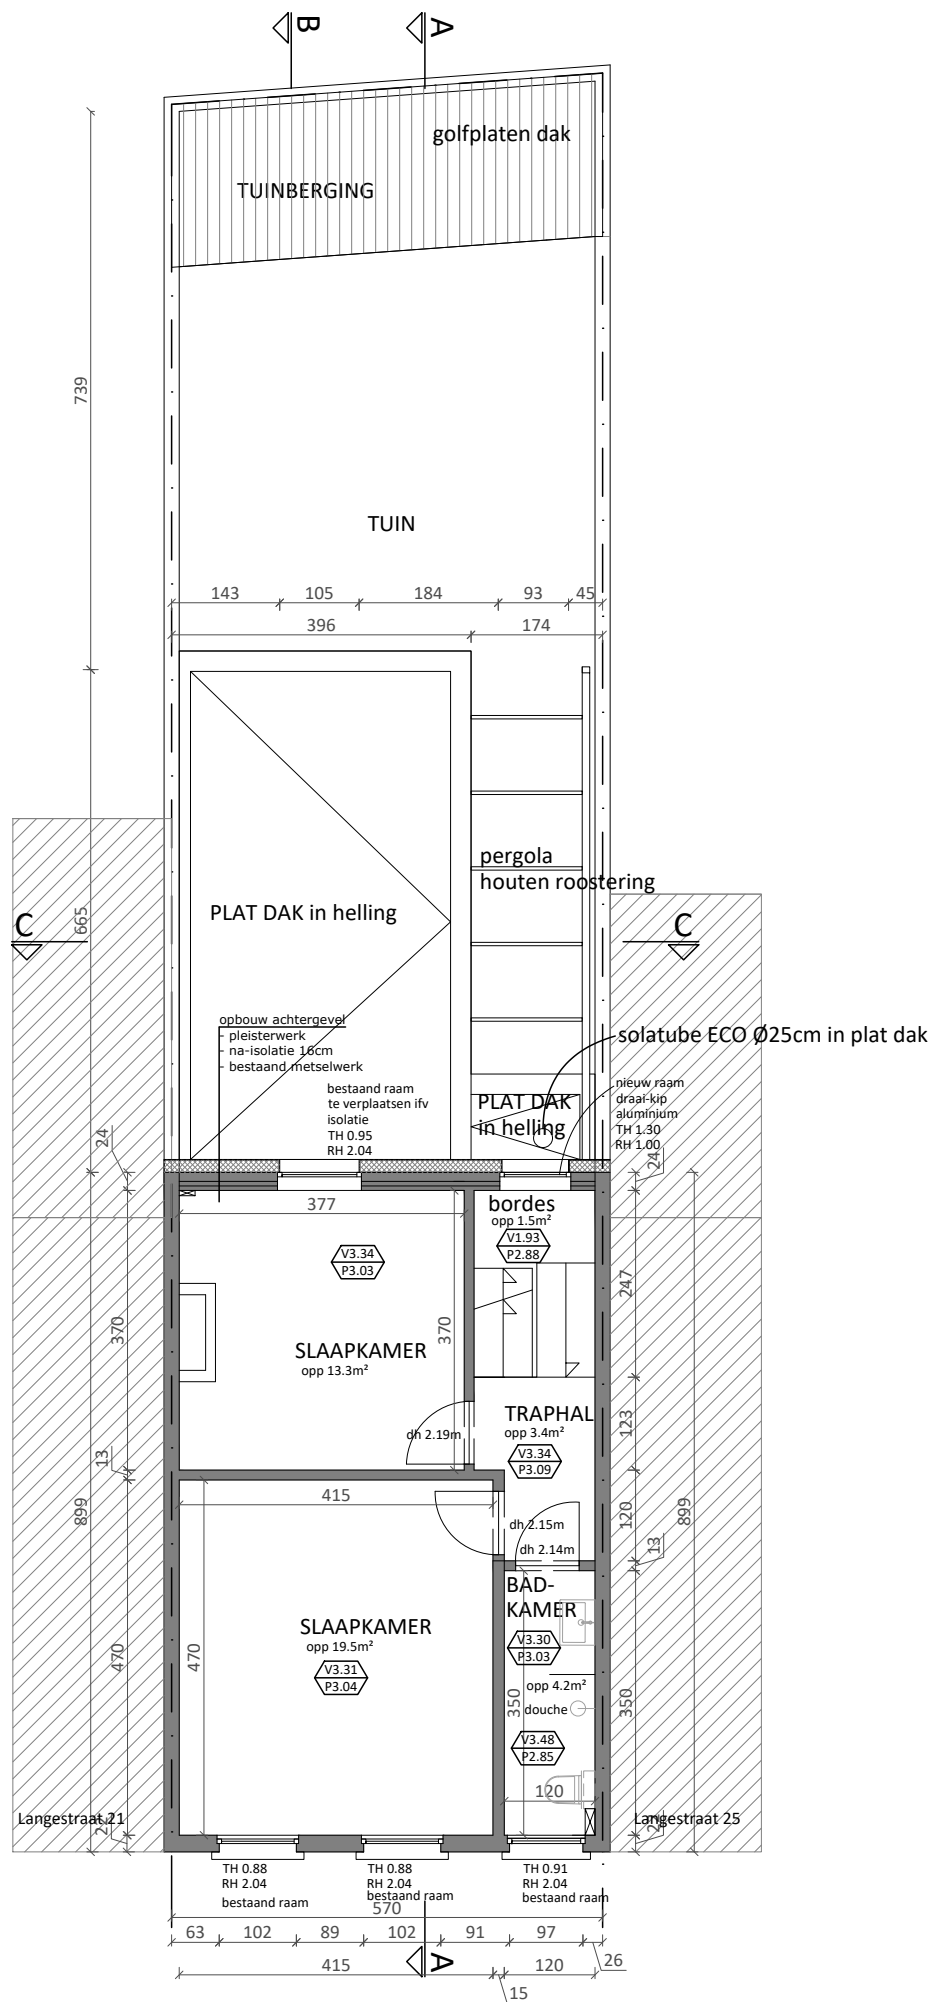 B
A
golfplaten dak
TUINBERGING
739
TUIN
143 105 184 93 45
396 174
pergola
houten roostering
PLAT DAK in helling
665
C
C
opbouw achtergevel
- pleisterwerk
- na-isolatie 16cm
- bestaand metselwerk
solatube ECO Ø25cm in plat dak
bestaand raam
te verplaatsen ifv
isolatie
TH 0.95
RH 2.04
PLAT DAK
in helling
nieuw raam
draai-kip
aluminium
TH 1.30
RH 1.00
24
24
377
bordes
opp 1.5m²
V1.93
P2.88
V3.34
P3.03
247
370
370
SLAAPKAMER
opp 13.3m²
TRAPHAL
opp 3.4m²
V3.34
P3.09
dh 2.19m
123
13
899
415
dh 2.15m
dh 2.14m
120
13
899
BAD-
KAMER
V3.30
P3.03
SLAAPKAMER
opp 19.5m²
V3.31
P3.04
470
470
opp 4.2m²
douche
350
350
V3.48
P2.85
120
Langestraat 21
Langestraat 25
TH 0.88
RH 2.04
bestaand raam
TH 0.88
RH 2.04
bestaand raam
TH 0.91
RH 2.04
bestaand raam
570
63 102 89 102 91 97 26
415 A 120
15